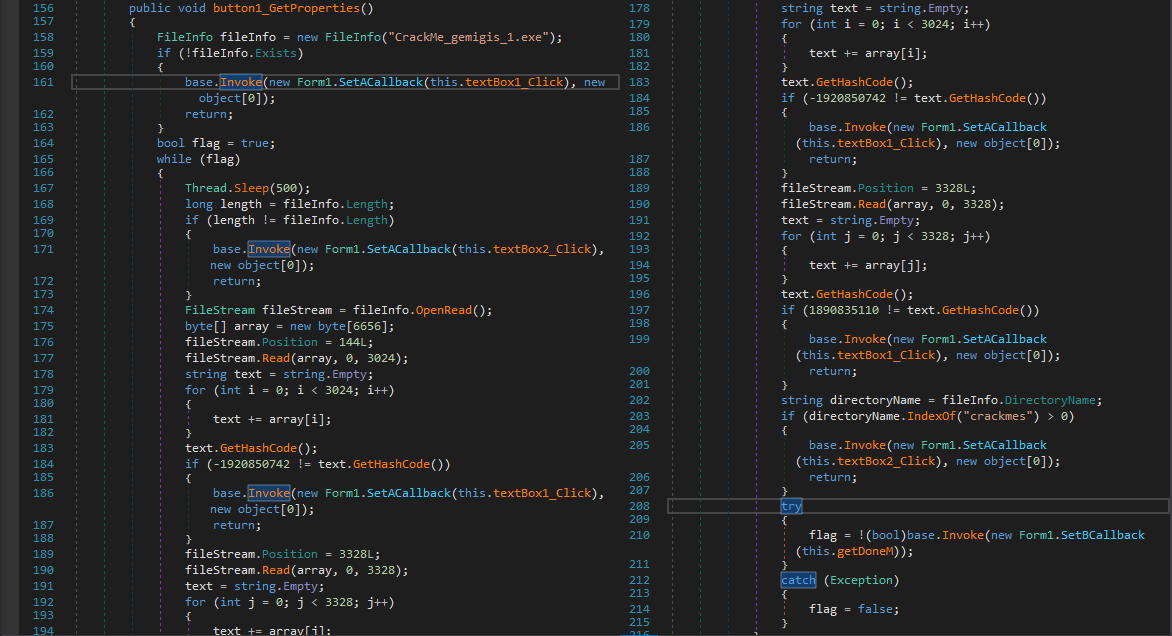 156 public void button1_GetProperties()
157 {
158 FileInfo fileInfo = new FileInfo("CrackMe_gemigis_1.exe");
159 if (!fileInfo.Exists)
160 {
161 base.Invoke(new Form1.SetACallback(this.textBox1_Click), new
object[0]);
162 return;
163 }
164 bool flag = true;
165 while (flag)
166 {
167 Thread.Sleep(500);
168 long length = fileInfo.Length;
169 if (length != fileInfo.Length)
170 {
171 base.Invoke(new Form1.SetACallback(this.textBox2_Click),
new object[0]);
172 return;
173 }
174 FileStream fileStream = fileInfo.OpenRead();
175 byte[] array = new byte[6656];
176 fileStream.Position = 144L;
177 fileStream.Read(array, 0, 3024);
178 string text = string.Empty;
179 for (int i = 0; i < 3024; i++)
180 {
181 text += array[i];
182 }
183 text.GetHashCode();
184 if (-1920850742 != text.GetHashCode())
185 {
186 base.Invoke(new Form1.SetACallback(this.textBox1_Click),
new object[0]);
187 return;
188 }
189 fileStream.Position = 3328L;
190 fileStream.Read(array, 0, 3328);
191 text = string.Empty;
192 for (int j = 0; j < 3328; j++)
193 {
194 text += array[j];
178 string text = string.Empty;
179 for (int i = 0; i < 3024; i++)
180 {
181 text += array[i];
182 }
183 text.GetHashCode();
184 if (-1920850742 != text.GetHashCode())
185 {
186 base.Invoke(new Form1.SetACallback
(this.textBox1_Click), new object[0]);
187 return;
188 }
189 fileStream.Position = 3328L;
190 fileStream.Read(array, 0, 3328);
191 text = string.Empty;
192 for (int j = 0; j < 3328; j++)
193 {
194 text += array[j];
195 }
196 text.GetHashCode();
197 if (1890835110 != text.GetHashCode())
198 {
199 base.Invoke(new Form1.SetACallback
(this.textBox1_Click), new object[0]);
200 return;
201 }
202 string directoryName = fileInfo.DirectoryName;
203 if (directoryName.IndexOf("crackmes") > 0)
204 {
205 base.Invoke(new Form1.SetACallback
(this.textBox2_Click), new object[0]);
206 return;
207 }
208 try
209 {
210 flag = !(bool)base.Invoke(new Form1.SetBCallback
(this.getDoneM));
211 }
212 catch (Exception)
213 {
214 flag = false;
215 }
216 }